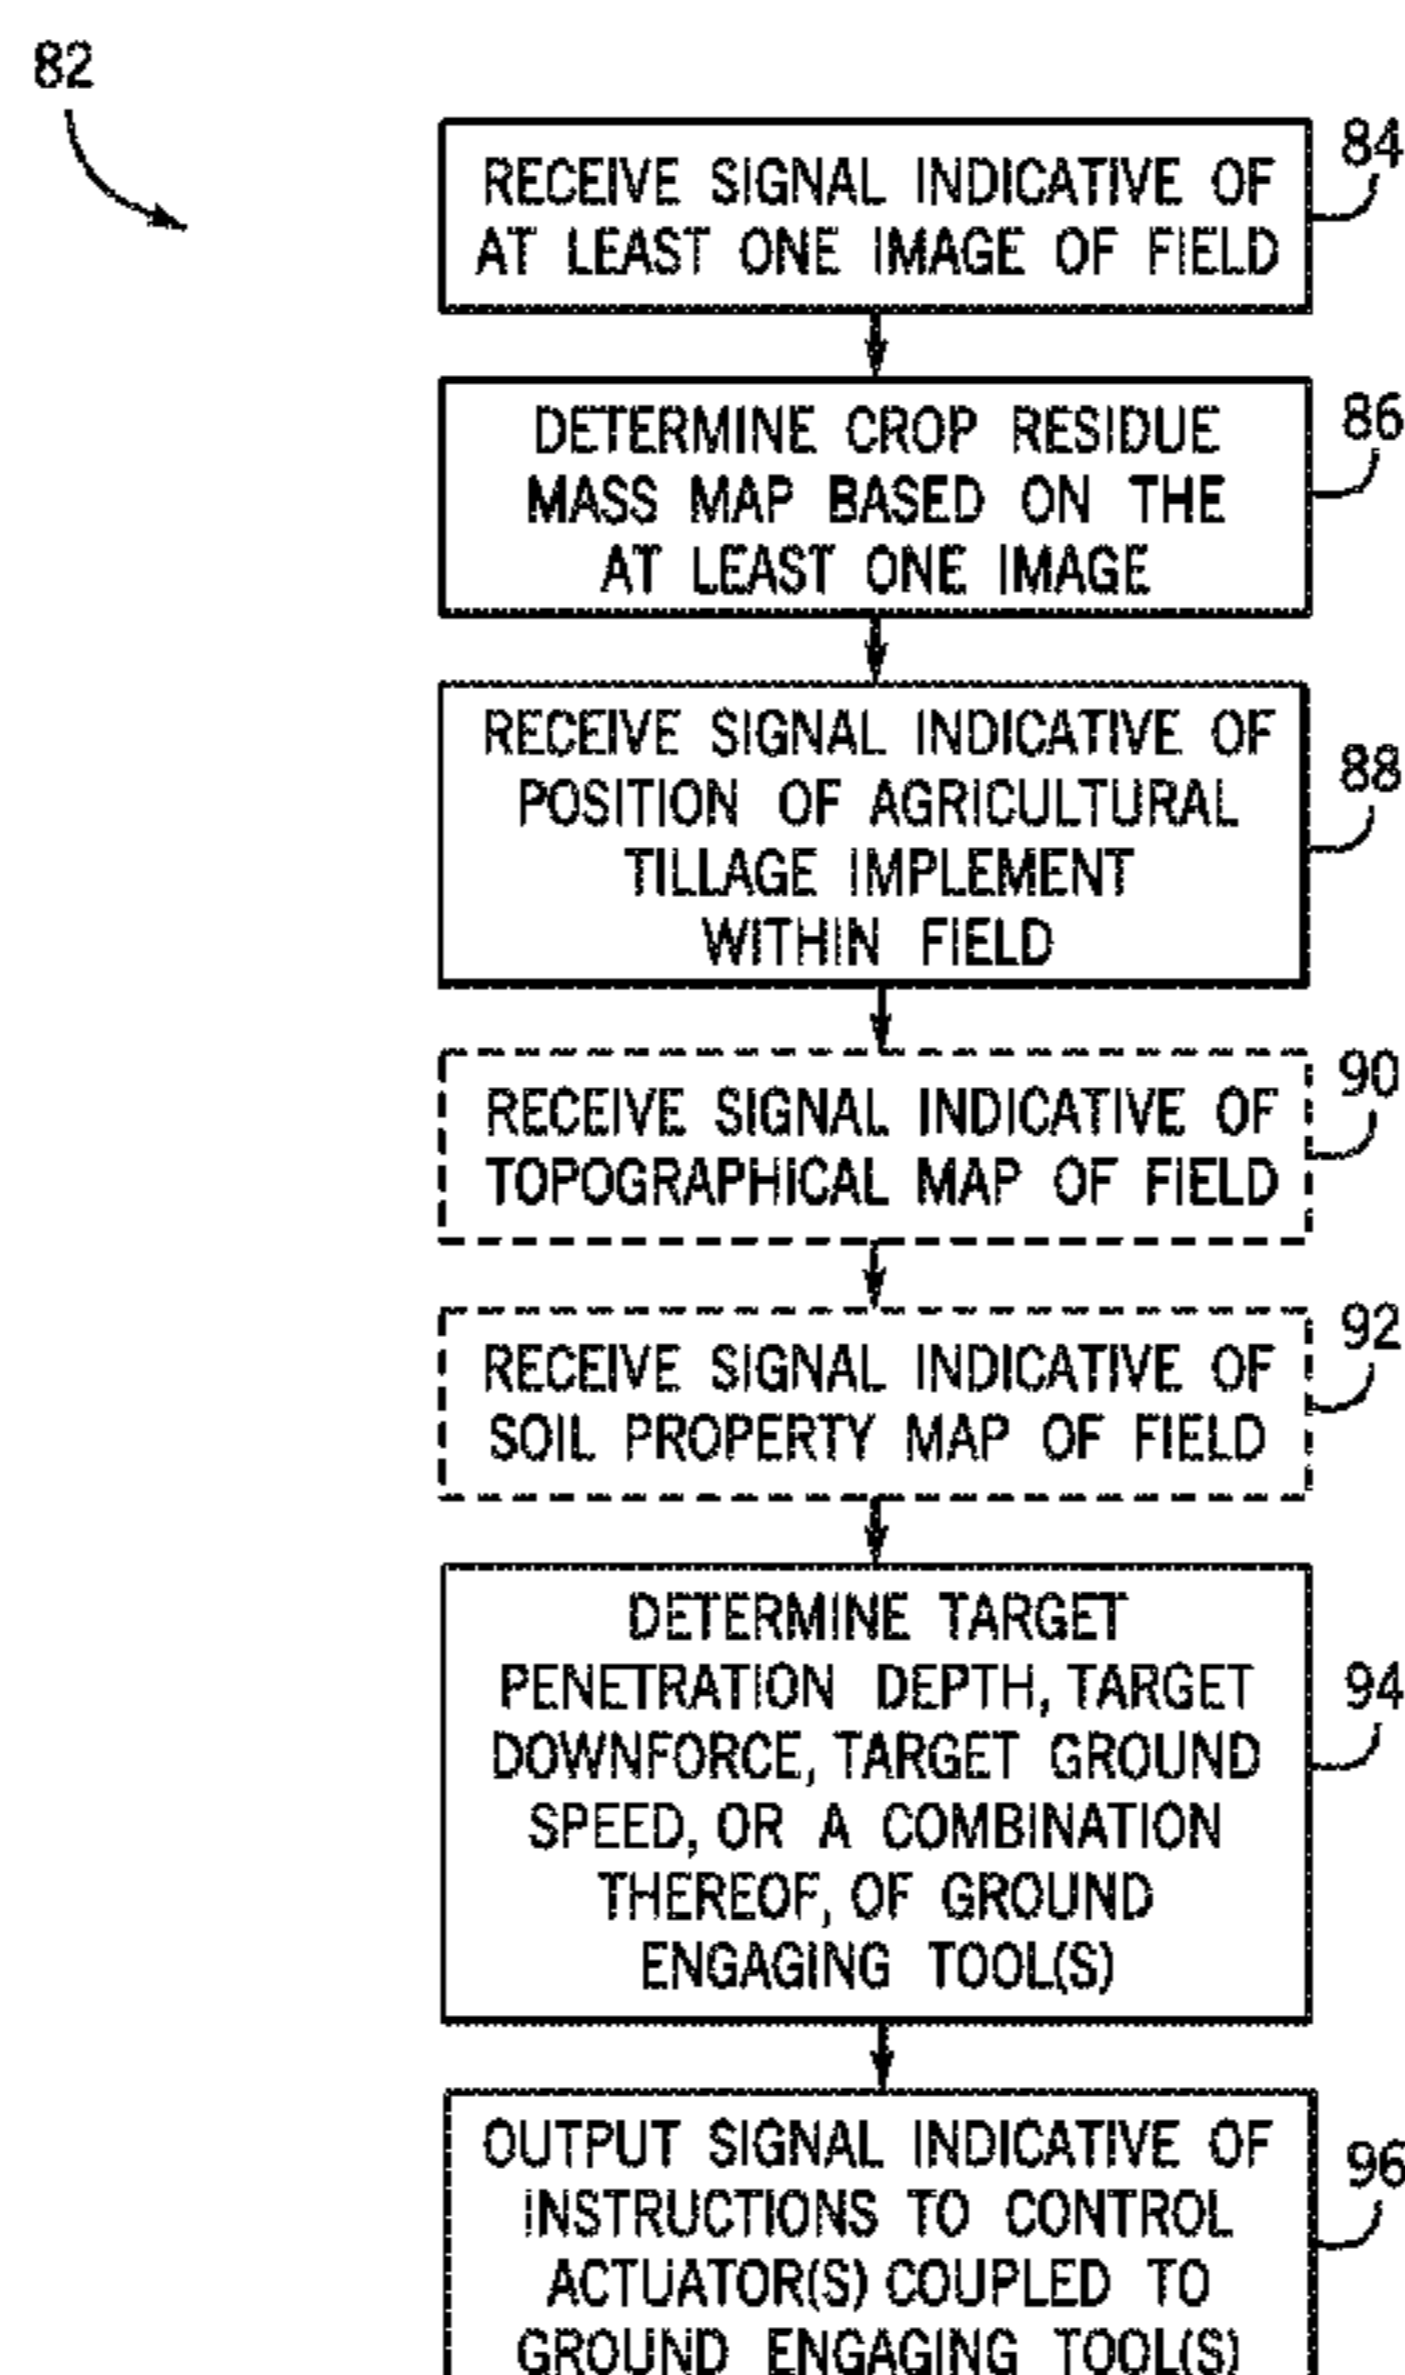 82
84
RECEIVE SIGNAL INDICATIVE OF
AT LEAST ONE IMAGE OF FIELD
86
DETERMINE CROP RESIDUE
MASS MAP BASED ON THE
AT LEAST ONE IMAGE
88
RECEIVE SIGNAL INDICATIVE OF
POSITION OF AGRICULTURAL
TILLAGE IMPLEMENT
WITHIN FIELD
90
RECEIVE SIGNAL INDICATIVE OF
TOPOGRAPHICAL MAP OF FIELD
92
RECEIVE SIGNAL INDICATIVE OF
SOIL PROPERTY MAP OF FIELD
94
DETERMINE TARGET
PENETRATION DEPTH, TARGET
DOWNFORCE, TARGET GROUND
SPEED, OR A COMBINATION
THEREOF, OF GROUND
ENGAGING TOOL(S)
96
OUTPUT SIGNAL INDICATIVE OF
INSTRUCTIONS TO CONTROL
ACTUATOR(S) COUPLED TO
GROUND ENGAGING TOOL(S)